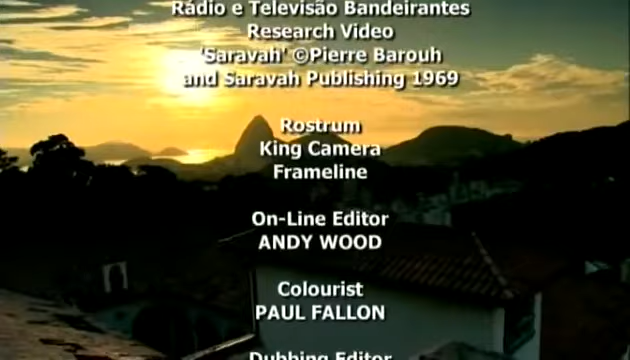 Rádio e Televisão Bandeirantes
Research Video
'Saravah' ©Pierre Barouh
and Saravah Publishing 1969
Rostrum
King Camera
Frameline
On-Line Editor
ANDY WOOD
Colourist
PAUL FALLON
Dubbing Editor